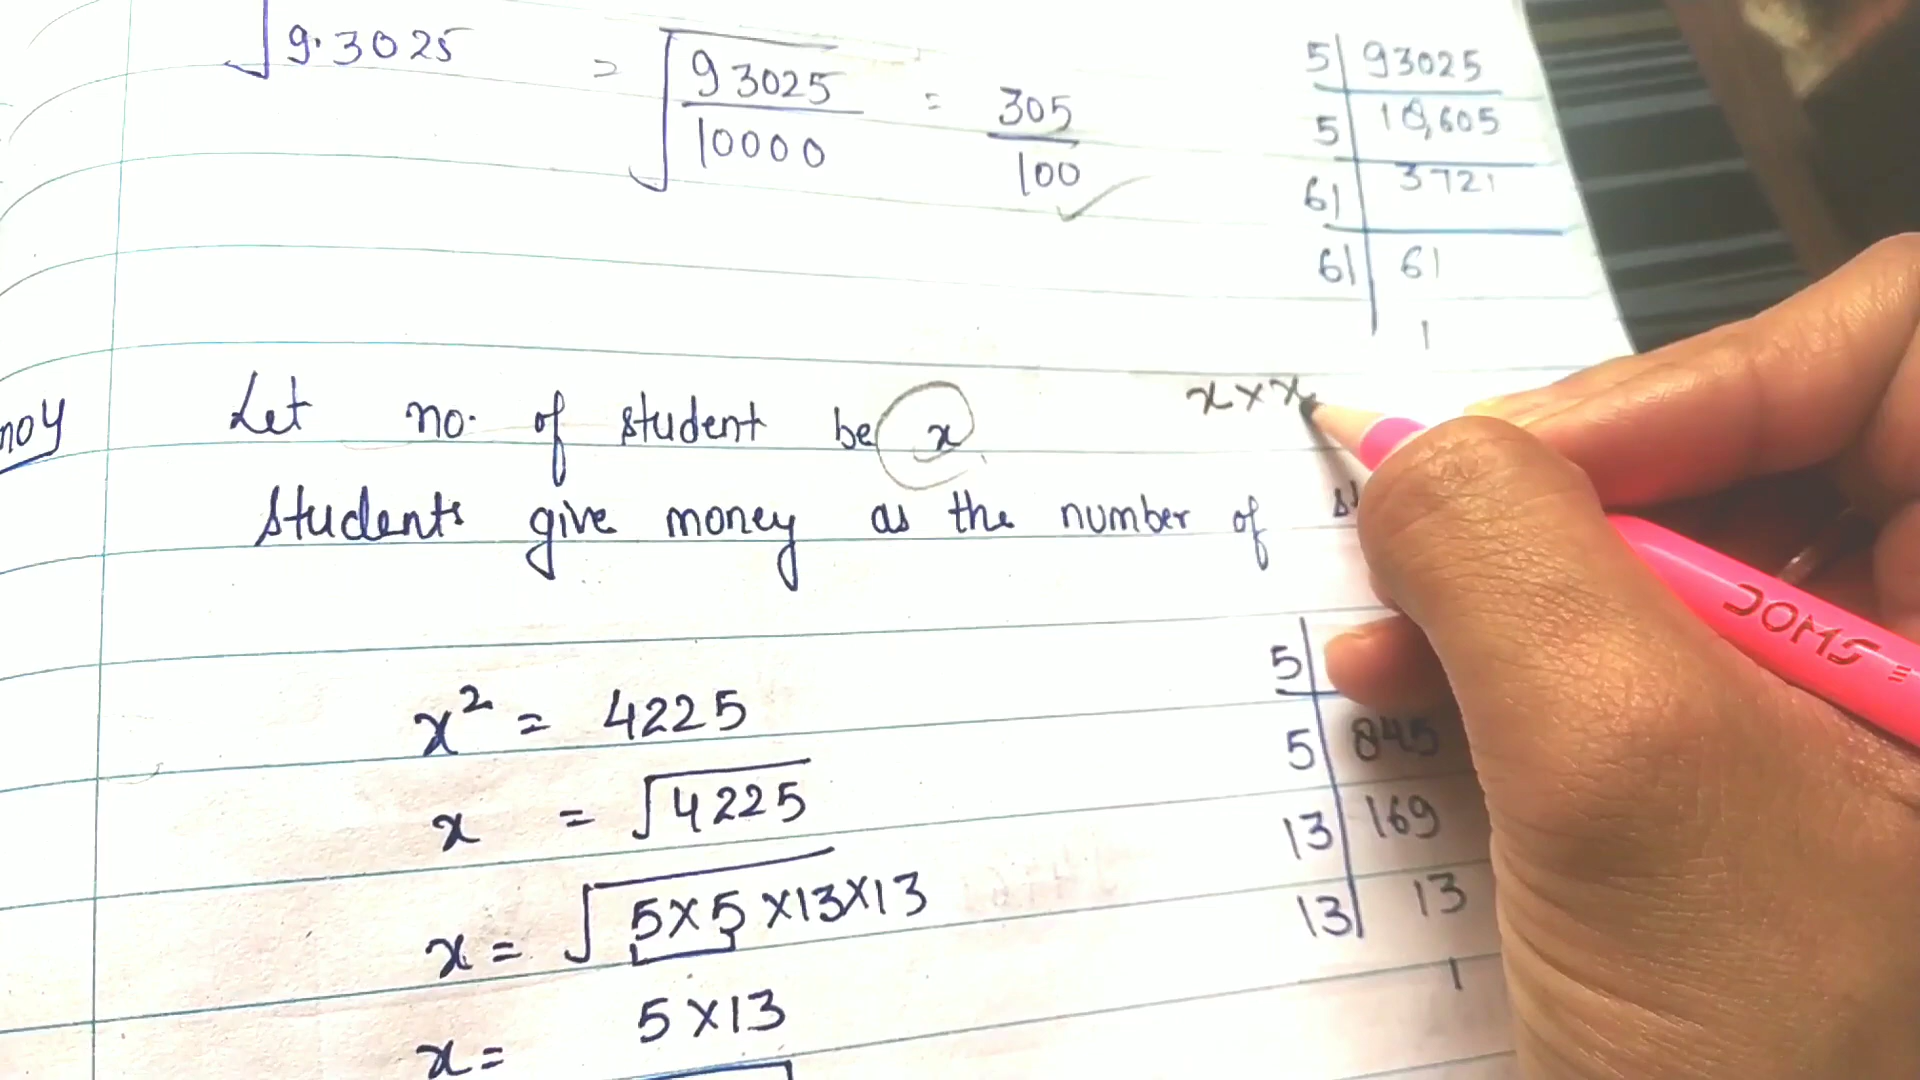 √9.3025 = √93025/10000 = 305/100 ✓
5 | 93025
5 | 18,605
61 | 3721
61 | 61
1
x × x
Let no. of student be x
Students give money as the number of
x² = 4225
x = √4225
x = √5×5×13×13
x = 5×13
5 |
5 | 845
13 | 169
13 | 13
1
DOMS